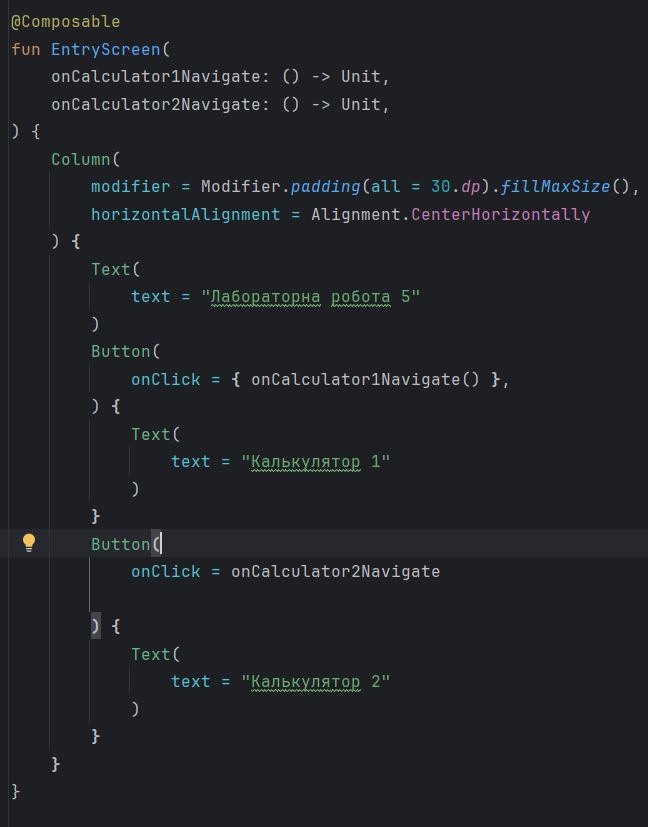 @Composable
fun EntryScreen(
    onCalculator1Navigate: () -> Unit,
    onCalculator2Navigate: () -> Unit,
) {
    Column(
        modifier = Modifier.padding(all = 30.dp).fillMaxSize(),
        horizontalAlignment = Alignment.CenterHorizontally
    ) {
        Text(
            text = "Лабораторна робота 5"
        )
        Button(
            onClick = { onCalculator1Navigate() },
        ) {
            Text(
                text = "Калькулятор 1"
            )
        }
        Button(
            onClick = onCalculator2Navigate

        ) {
            Text(
                text = "Калькулятор 2"
            )
        }
    }
}